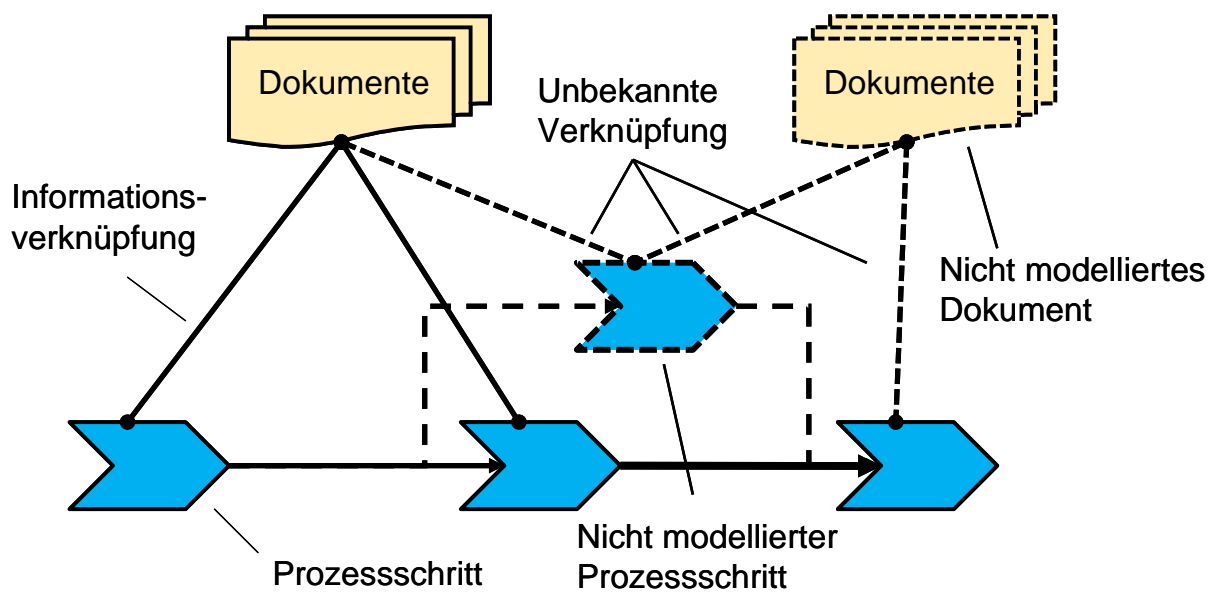 Dokumente
Dokumente
Unbekannte
Verknüpfung
Informations-
verknüpfung
Nicht modelliertes
Dokument
Nicht modellierter
Prozessschritt
Prozessschritt